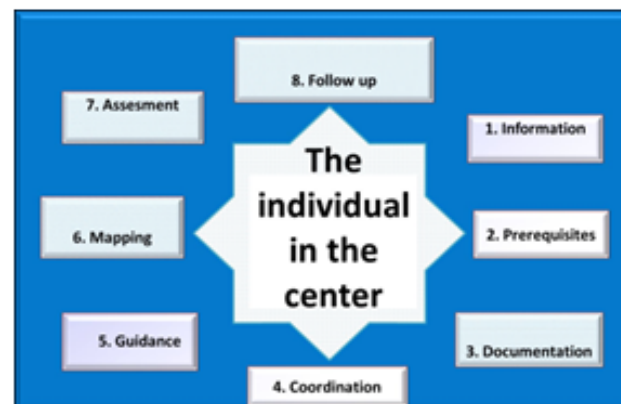 8. Follow up
7. Assesment
1. Information
The
individual
in the
center
6. Mapping
2. Prerequisites
5. Guidance
3. Documentation
4. Coordination